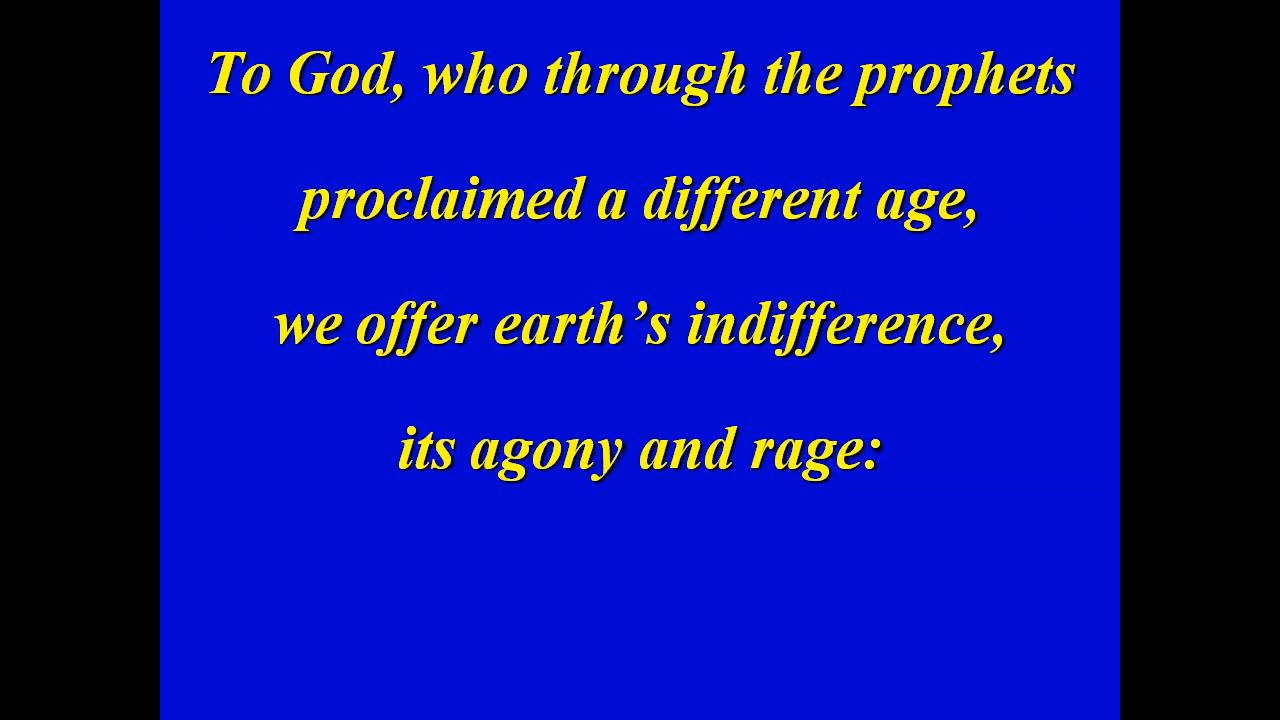 To God, who through the prophets
proclaimed a different age,
we offer earth’s indifference,
its agony and rage: